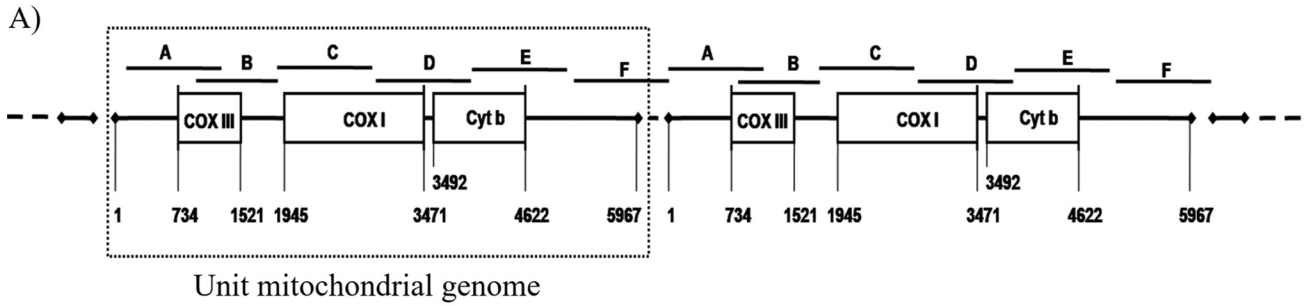 A)
A B C D E F A B C D E F
COX III COX I Cyt b COX III COX I Cyt b
3492 3492
1 734 1521 1945 3471 4622 5967 1 734 1521 1945 3471 4622 5967
Unit mitochondrial genome